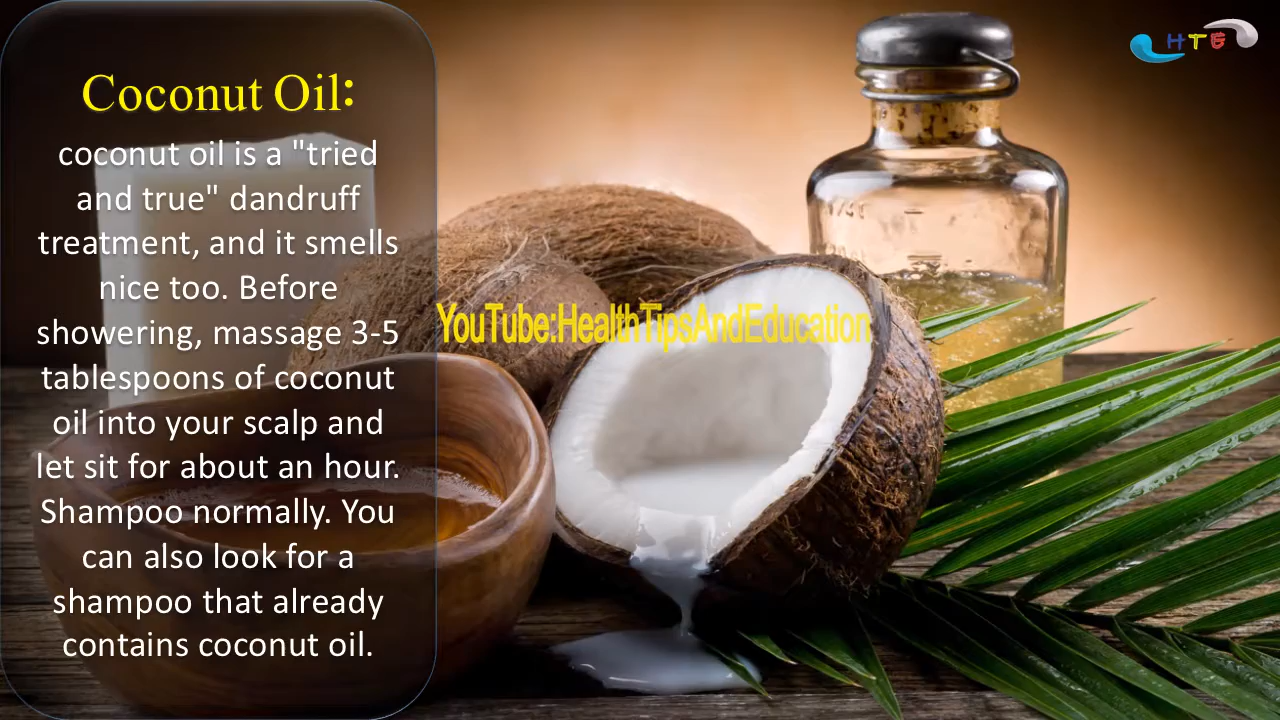 Coconut Oil:
coconut oil is a "tried
and true" dandruff
treatment, and it smells
nice too. Before
showering, massage 3-5
tablespoons of coconut
oil into your scalp and
let sit for about an hour.
Shampoo normally. You
can also look for a
shampoo that already
contains coconut oil.
YouTube:HealthTipsAndEducation
HTE